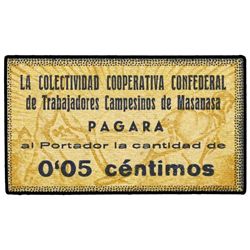 LA COLECTIVIDAD COOPERATIVA CONFEDERAL
de Trabajadores Campesinos de Masanasa
PAGARA
al Portador la cantidad de
0'05 céntimos